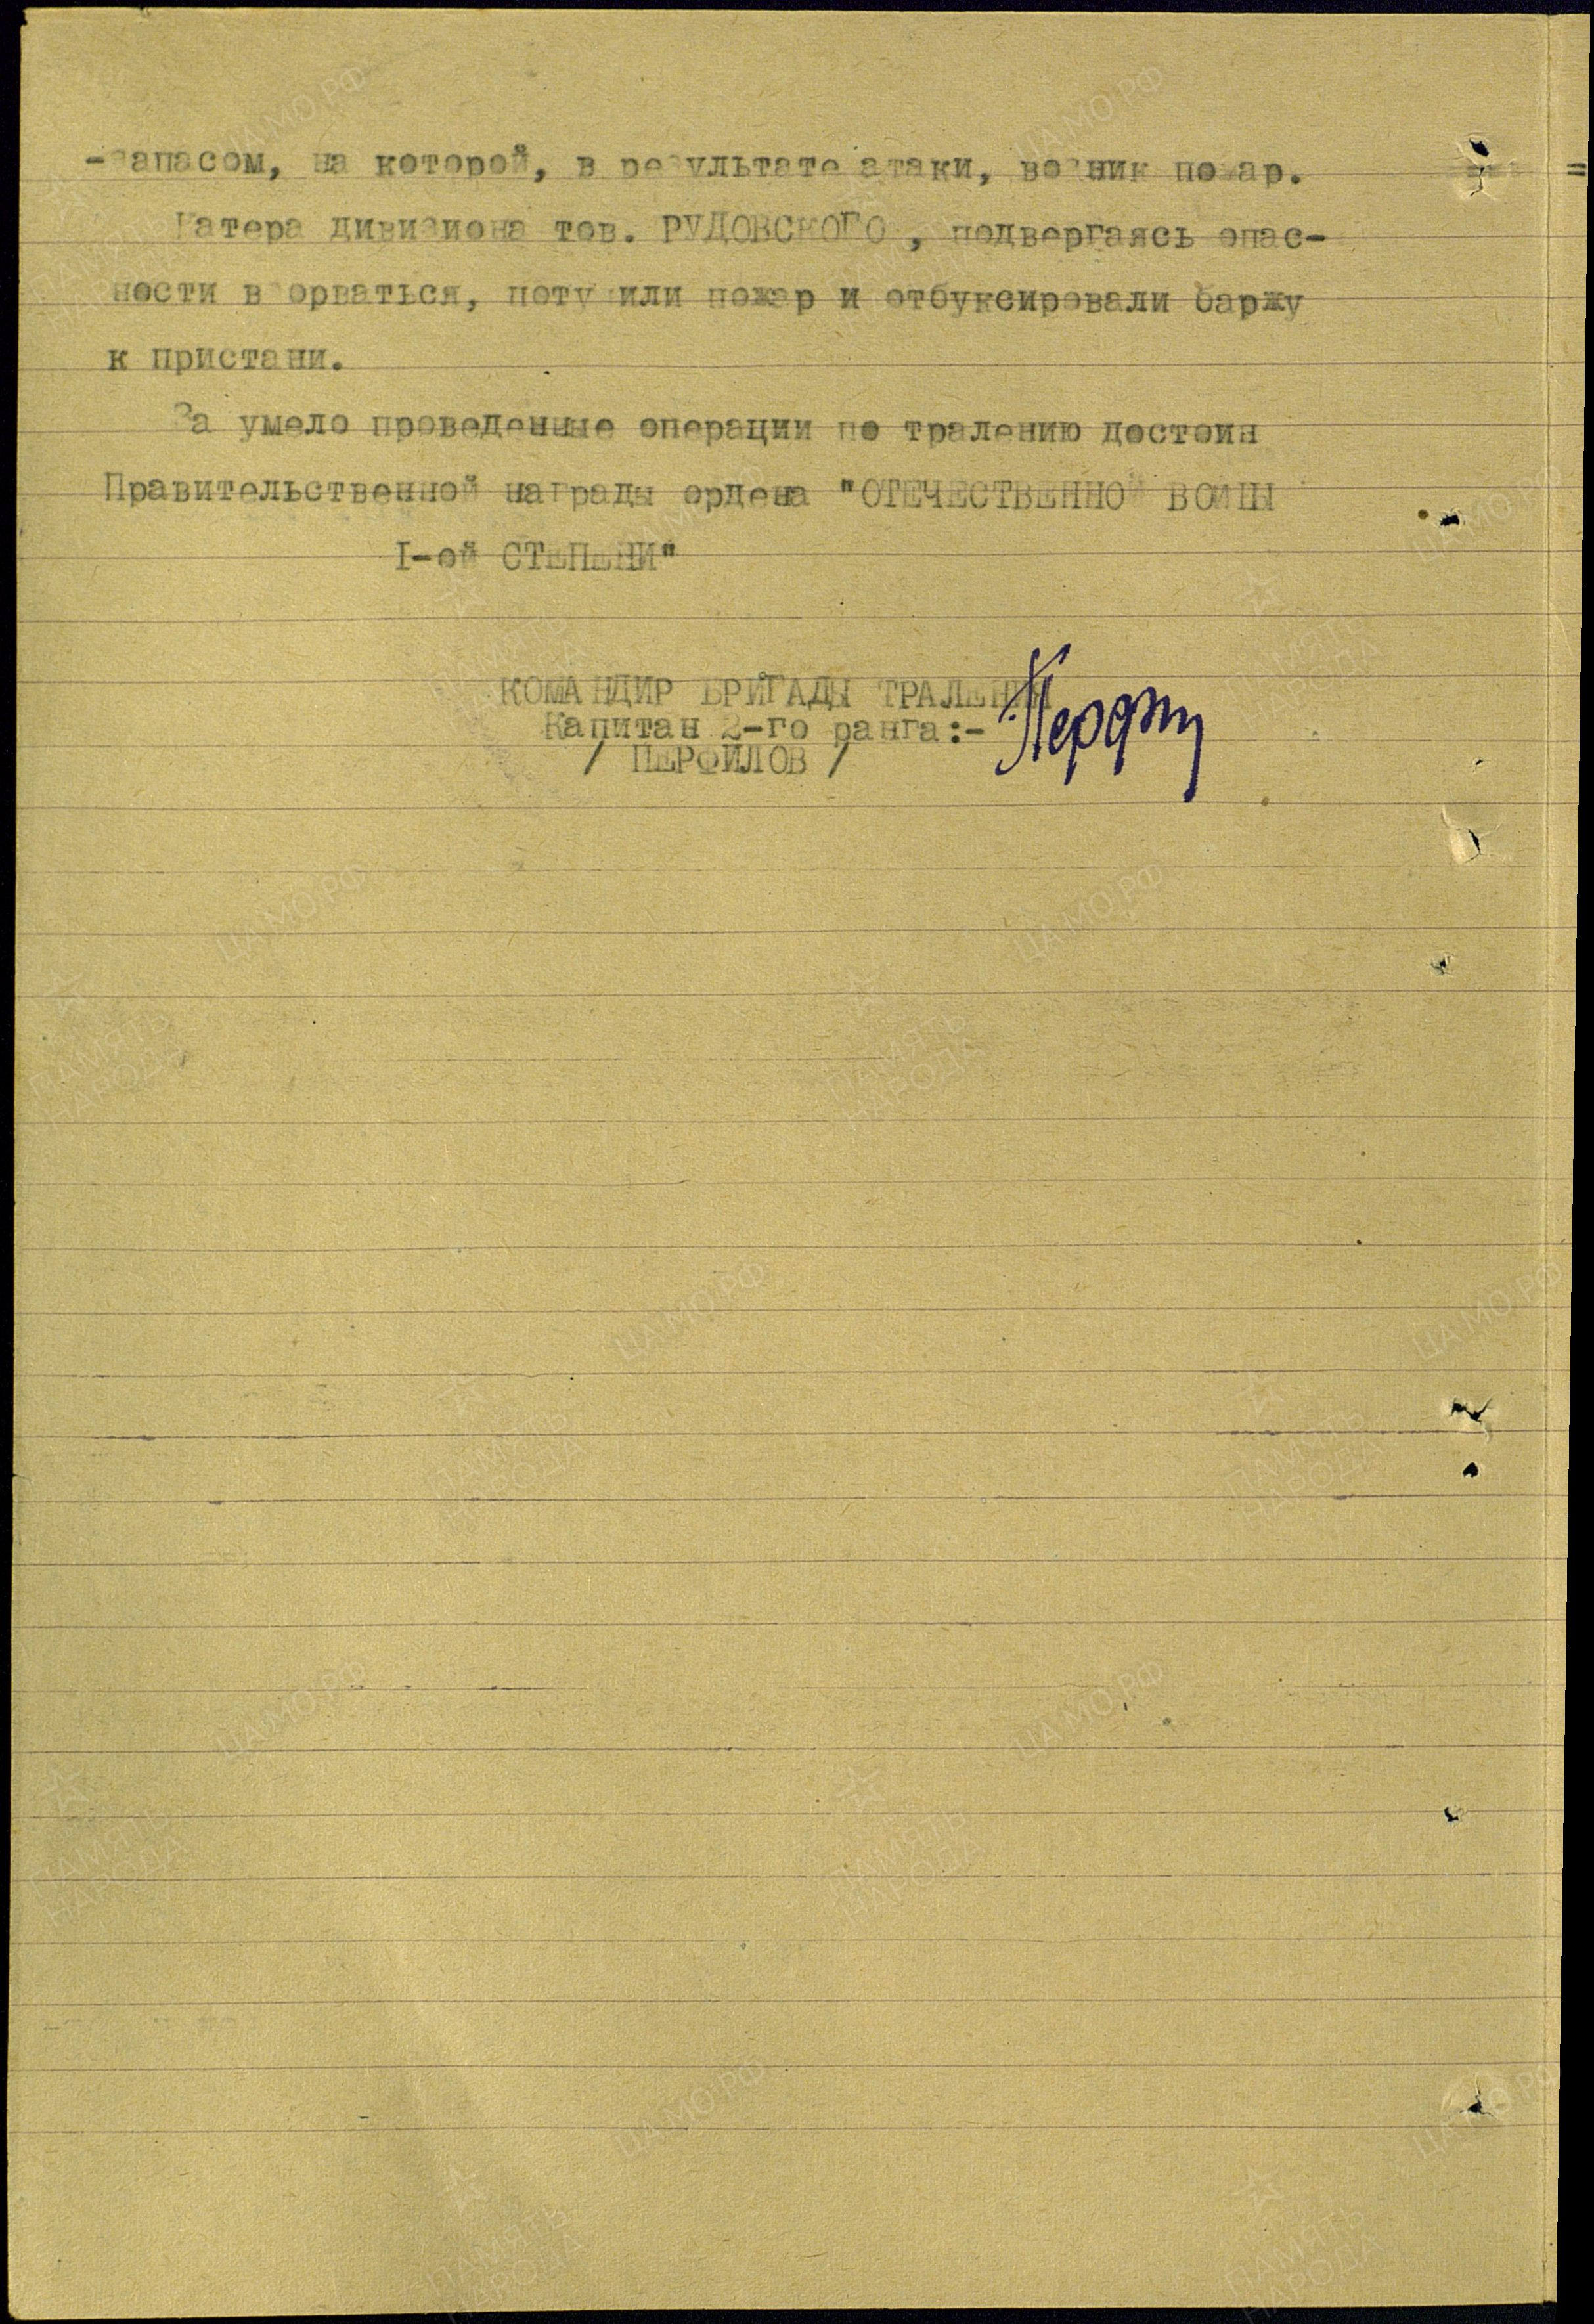 -запасом, на которой, в результате атаки, возник пожар.
Катера дивизиона тов. РУДОВСКОГО, подвергаясь опас-
ности взорваться, потушили пожар и отбуксировали баржу
к пристани.
За умело проведенные операции по тралению достоин
Правительственной награды ордена "ОТЕЧЕСТВЕННОЙ ВОЙНЫ
I-ой СТЕПЕНИ"
КОМАНДИР БРИГАДЫ ТРАЛЕНИЯ
Капитан 2-го ранга:-
/ ПЕРФИЛОВ /